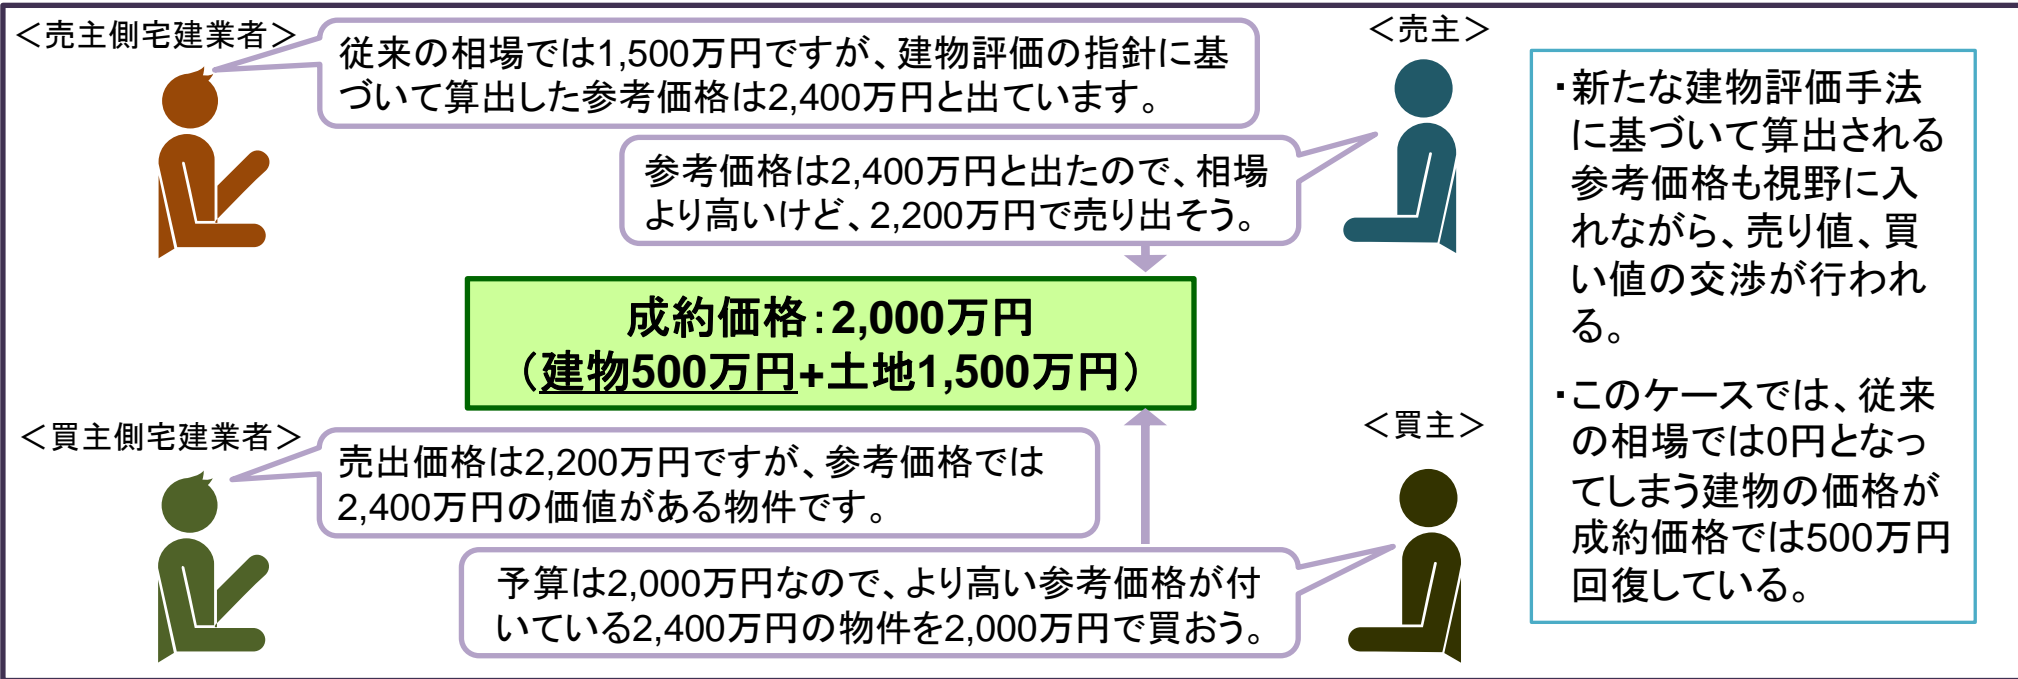 ＜売主側宅建業者＞
従来の相場では1,500万円ですが、建物評価の指針に基
づいて算出した参考価格は2,400万円と出ています。
＜売主＞
参考価格は2,400万円と出たので、相場
より高いけど、2,200万円で売り出そう。
成約価格：2,000万円
（建物500万円+土地1,500万円）
＜買主側宅建業者＞
売出価格は2,200万円ですが、参考価格では
2,400万円の価値がある物件です。
＜買主＞
予算は2,000万円なので、より高い参考価格が付
いている2,400万円の物件を2,000万円で買おう。
・新たな建物評価手法
に基づいて算出される
参考価格も視野に入
れながら、売り値、買
い値の交渉が行われ
る。
・このケースでは、従来
の相場では0円となっ
てしまう建物の価格が
成約価格では500万円
回復している。